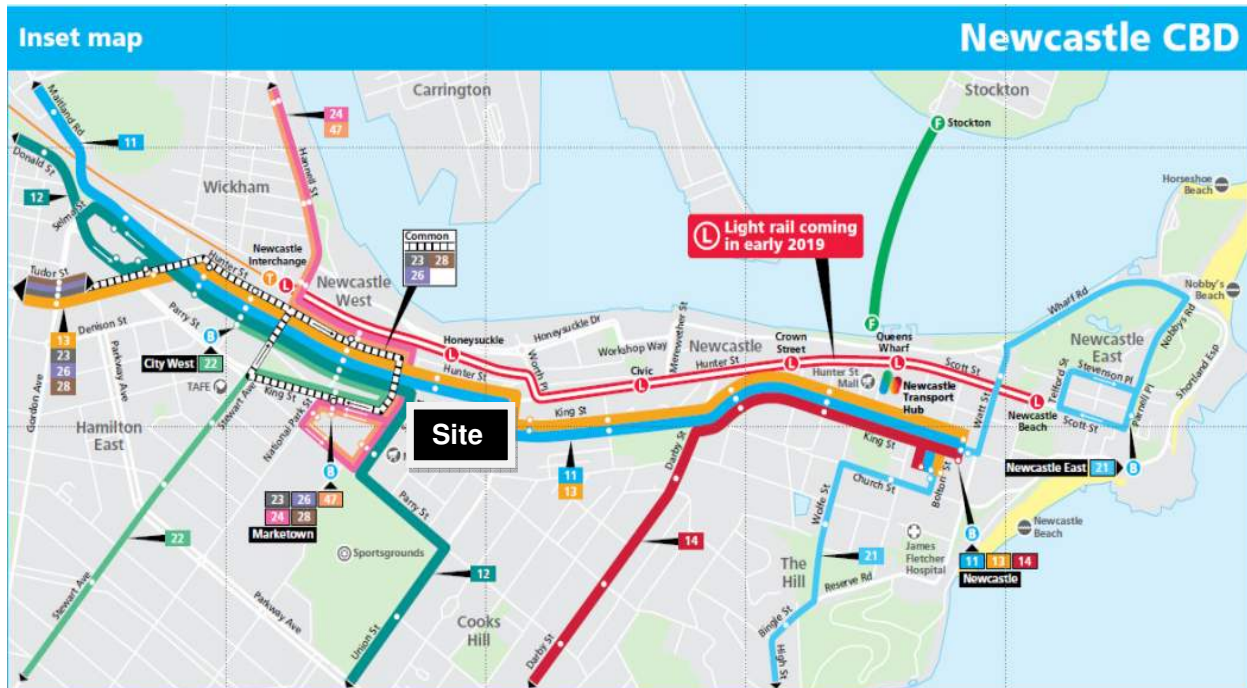 Inset map
Newcastle CBD
Carrington
Stockton
24
47
Maitland Rd
11
F
Stockton
Donald St
Hannell St
Horseshoe
Beach
Wickham
12
Selma St
L
Light rail coming
in early 2019
Common
23
28
26
Newcastle
Interchange
T
L
Hunter St
Tudor St
Newcastle
West
Nobby's
Beach
Wharf Rd
Nobbys Rd
Denison St
Parry St
Honeysuckle Dr
Merewether St
F
Queens
Wharf
Newcastle
East
13
23
26
28
B
City West
22
L
Honeysuckle
Workshop Way
Newcastle
Hunter St
Crown
Street
L
L
Scott St
Stevenson Pl
Telford St
Shortland Esp
Parkway Ave
TAFE
Hunter St
Worth Pl
Civic
L
Hunter St
Mall
Newcastle
Transport
Hub
Watt St
L
Newcastle
Beach
Scott St
Parnell Pl
Gordon Ave
Stewart Ave
King St
National Park St
King St
Site
Hamilton
East
Darby St
King St
Newcastle East
21
B
B
11
13
Church St
Bolton St
Wolfe St
23
26
47
24
28
Marketown
Parry St
Newcastle
Beach
22
Sportsgrounds
14
B
12
The
Hill
21
James
Fletcher
Hospital
11
13
14
Newcastle
Reserve Rd
Stewart Ave
Parkway Ave
Cooks
Hill
Bingle St
Union St
Darby St
High St